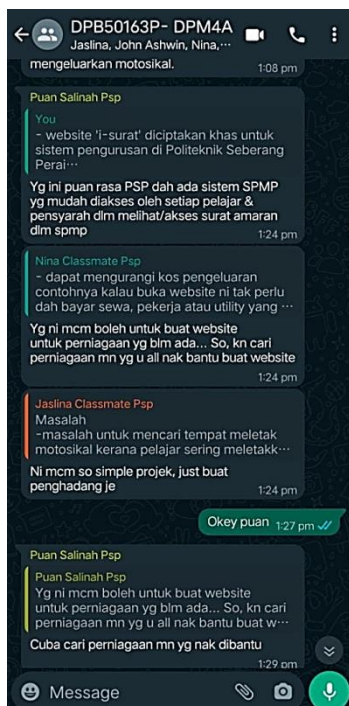 DPB50163P- DPM4A
Jaslina, John Ashwin, Nina,...
mengeluarkan motosikal.
1:08 pm
Puan Salinah Psp
You
- website 'i-surat' diciptakan khas untuk
sistem pengurusan di Politeknik Seberang
Perai...
Yg ini puan rasa PSP dah ada sistem SPMP
yg mudah diakses oleh setiap pelajar &
pensyarah dlm melihat/akses surat amaran
dlm spmp
1:24 pm
Nina Classmate Psp
- dapat mengurangi kos pengeluaran
contohnya kalau buka website ni tak perlu
dah bayar sewa, pekerja atau utility yang ...
Yg ni mcm boleh untuk buat website
untuk perniagaan yg blm ada... So, kn cari
perniagaan mn yg u all nak bantu buat website
1:24 pm
Jaslina Classmate Psp
Masalah
-masalah untuk mencari tempat meletak
motosikal kerana pelajar sering meletakk...
Ni mcm so simple projek, just buat
penghadang je
1:24 pm
Okey puan 1:27 pm
Puan Salinah Psp
Puan Salinah Psp
Yg ni mcm boleh untuk buat website
untuk perniagaan yg blm ada... So, kn cari
perniagaan mn yg u all nak bantu buat w...
Cuba cari perniagaan mn yg nak dibantu
1:29 pm
Message